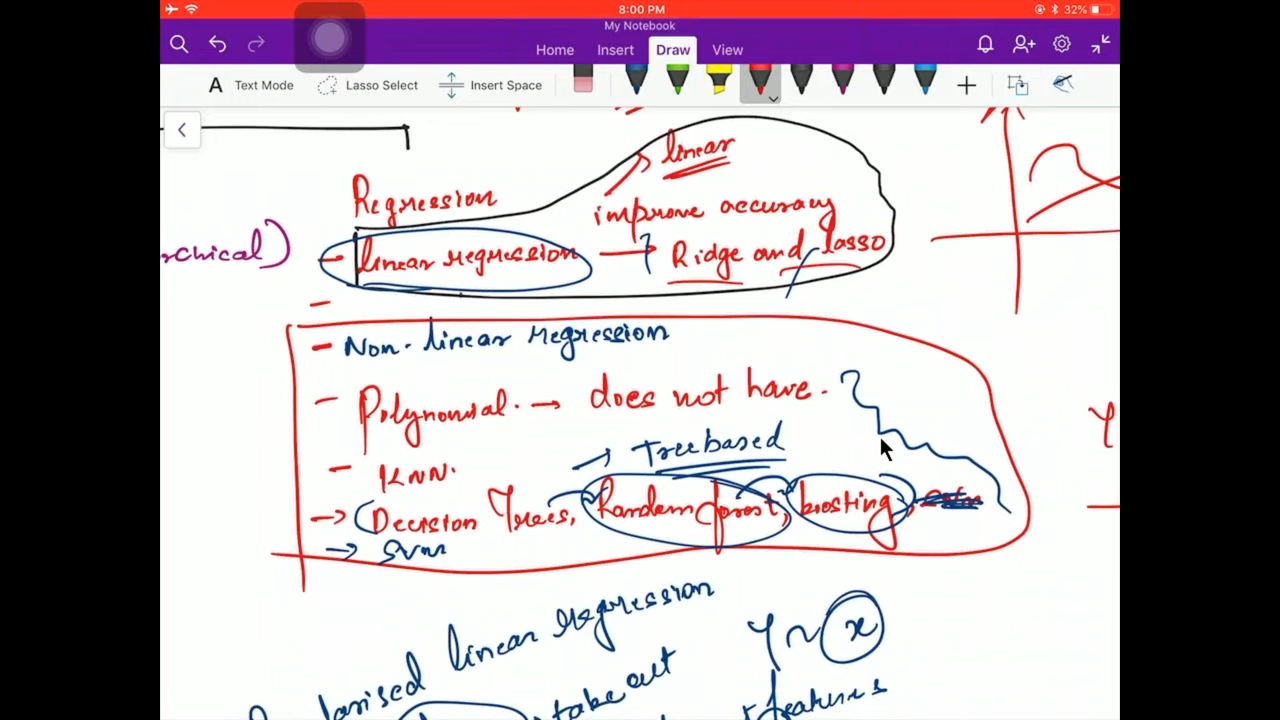 8:00 PM
32%
My Notebook
Home Insert Draw View
Text Mode Lasso Select Insert Space
linear
Regression
improve accuracy
linear regression → Ridge and lasso
rchical)
- Non-linear regression
- Polynomial. → does not have.
→ Treebased
- KNN.
→ (Decision Trees, Random forest, boosting),
→ SVM
larised linear regression
Y ~ x
take out
features
Y